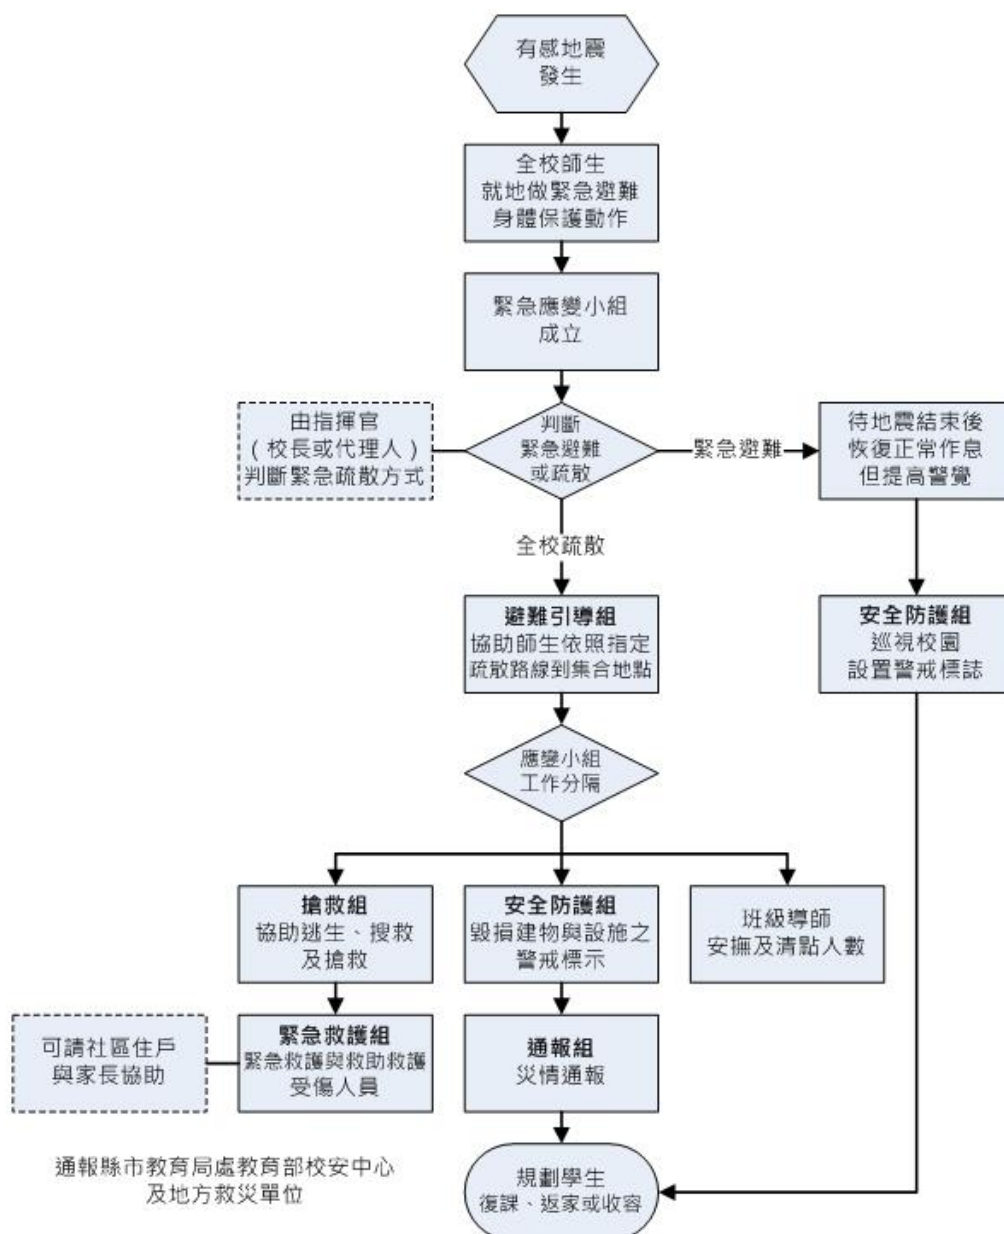 有感地震
發生
全校師生
就地做緊急避難
身體保護動作
緊急應變小組
成立
由指揮官
(校長或代理人)
判斷緊急疏散方式
判斷
緊急避難
或疏散
緊急避難
待地震結束後
恢復正常作息
但提高警覺
全校疏散
避難引導組
協助師生依照指定
疏散路線到集合地點
安全防護組
巡視校園
設置警戒標誌
應變小組
工作分隔
搶救組
協助逃生、搜救
及搶救
安全防護組
毀損建物與設施之
警戒標示
班級導師
安撫及清點人數
可請社區住戶
與家長協助
緊急救護組
緊急救護與救助救護
受傷人員
通報組
災情通報
通報縣市教育局處教育部校安中心
及地方救災單位
規劃學生
復課、返家或收容